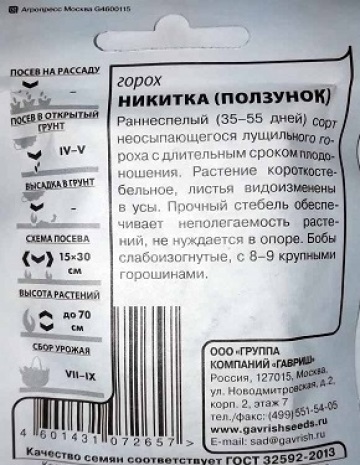 Агропресс Москва G4600115
ПОСЕВ НА РАССАДУ
–
ПОСЕВ В ОТКРЫТЫЙ
ГРУНТ
IV–V
ВЫСАДКА В ГРУНТ
–
СХЕМА ПОСЕВА
15×30
см
ВЫСОТА РАСТЕНИЙ
до 70
см
СБОР УРОЖАЯ
VII–IX
горох
НИКИТКА (ПОЛЗУНОК)
Раннеспелый (35–55 дней) сорт
неосыпающегося лущильного го-
роха с длительным сроком плодо-
ношения. Растение короткосте-
бельное, листья видоизменены
в усы. Прочный стебель обеспе-
чивает неполегаемость расте-
ний, не нуждается в опоре. Бобы
слабоизогнутые, с 8–9 крупными
горошинами.
ООО «ГРУППА
КОМПАНИЙ «ГАВРИШ»
Россия, 127015, Москва,
ул. Новодмитровская, д.2,
корп. 2, этаж 7
тел./факс: (499) 551-54-05
www.gavrishseeds.ru
E-mail: sad@gavrish.ru
4 601431 072657 >
Качество семян соответствует ГОСТ 32592-2013